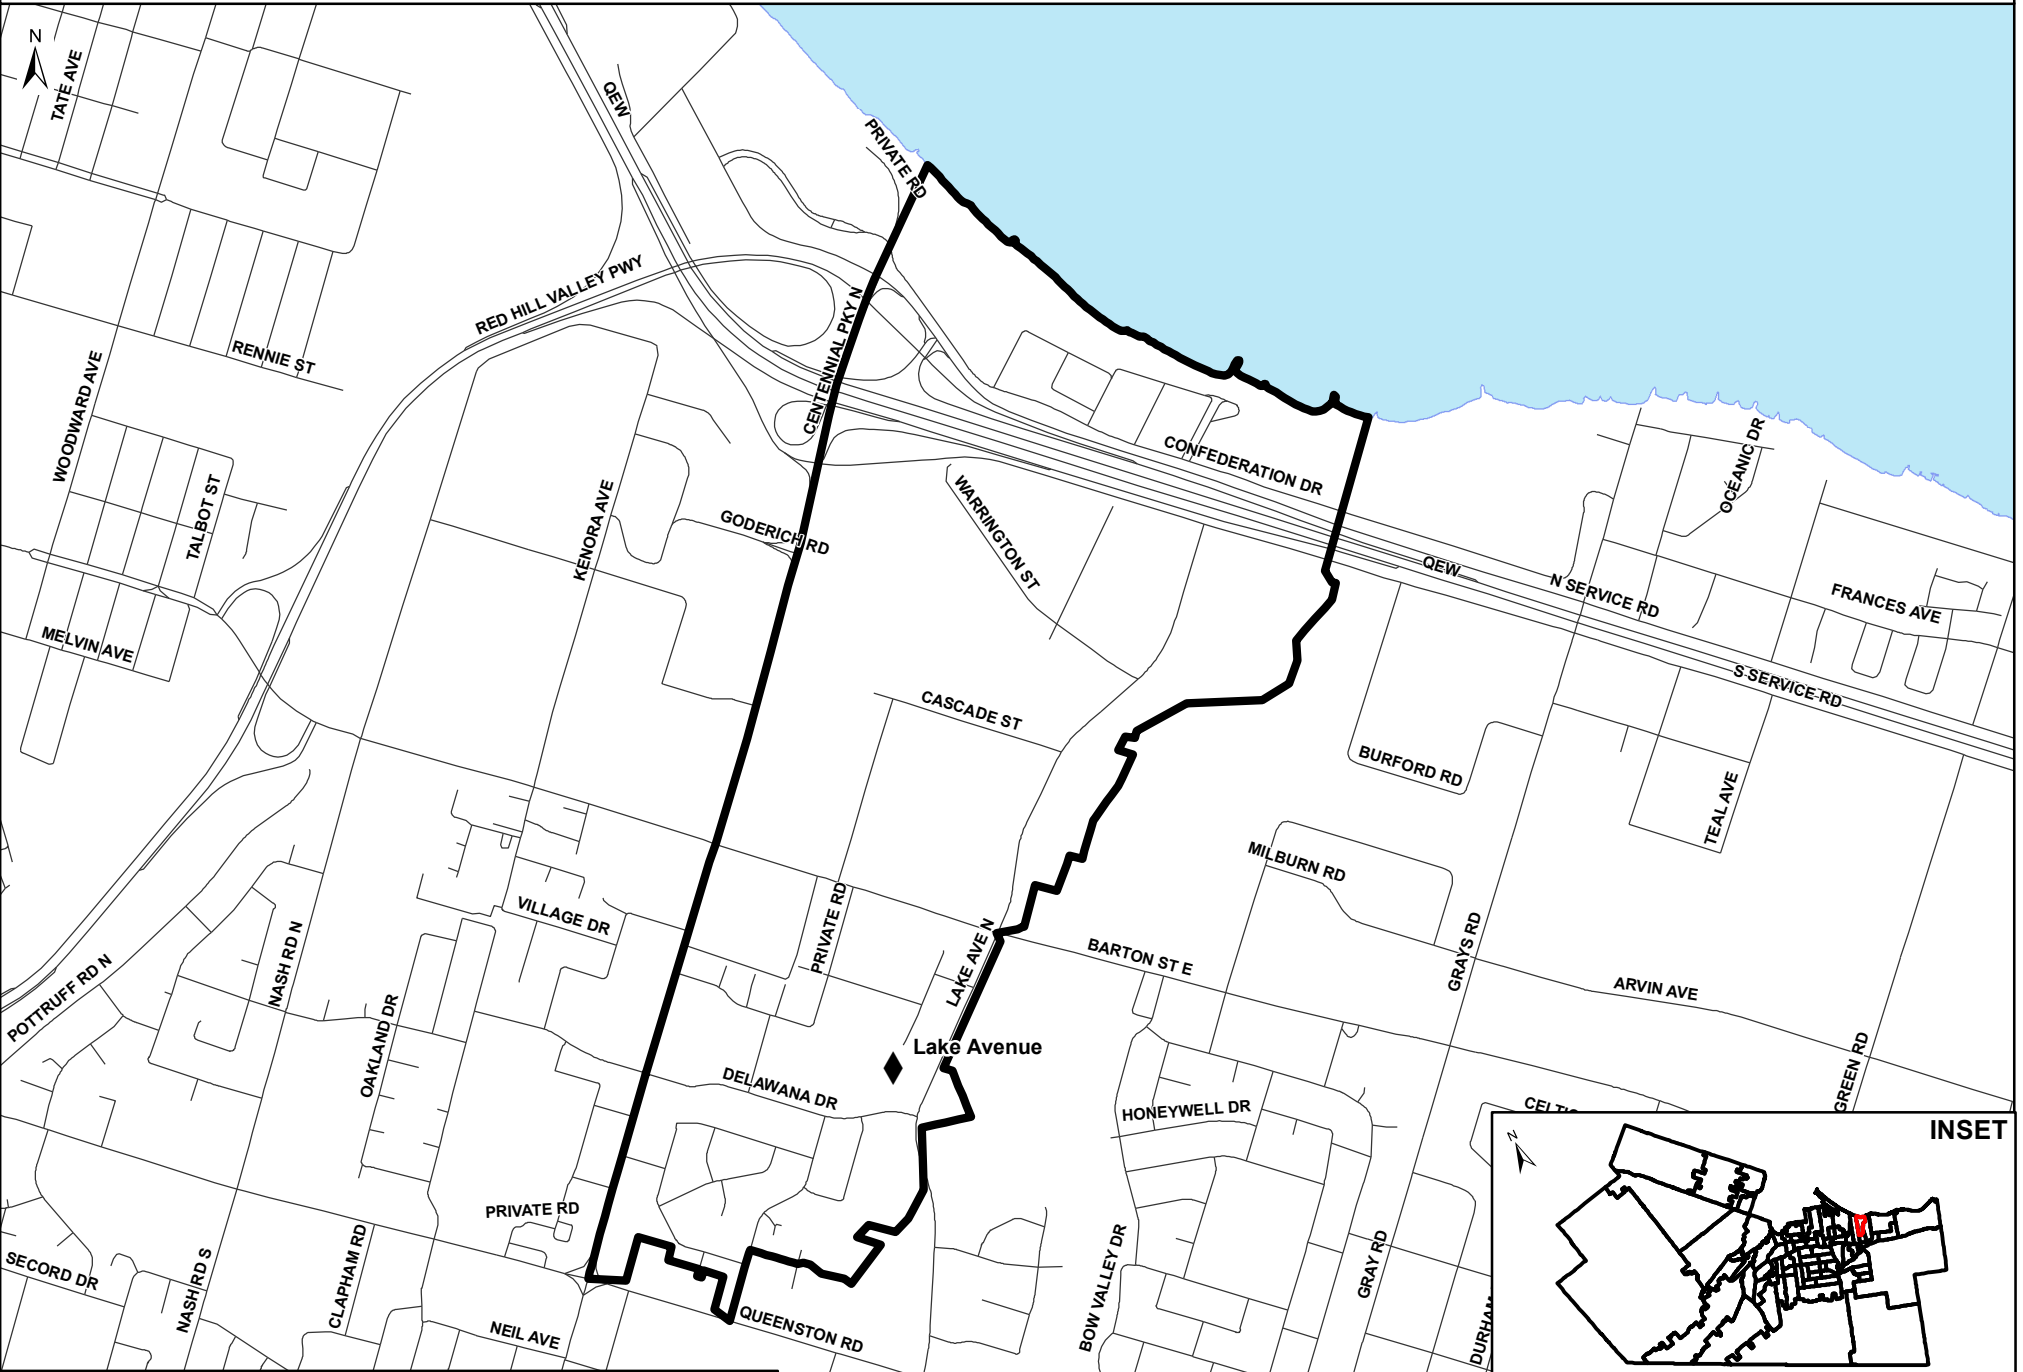 N
TATE AVE
QEW
PRIVATE RD
RED HILL VALLEY PWY
CENTENNIAL PKY N
RENNIE ST
WOODWARD AVE
CONFEDERATION DR
OCEANIC DR
TALBOT ST
KENORA AVE
GODERICH RD
WARRINGTON ST
QEW
N SERVICE RD
FRANCES AVE
MELVIN AVE
S SERVICE RD
CASCADE ST
BURFORD RD
TEAL AVE
MILBURN RD
VILLAGE DR
PRIVATE RD
NASH RD N
LAKE AVE N
BARTON ST E
GRAYS RD
ARVIN AVE
POTTRUFF RD N
OAKLAND DR
Lake Avenue
DELAWANA DR
HONEYWELL DR
GREEN RD
CELTIC
INSET
N
PRIVATE RD
SECORD DR
NASH RD S
CLAPHAM RD
NEIL AVE
QUEENSTON RD
BOW VALLEY DR
GRAY RD
DURHAM